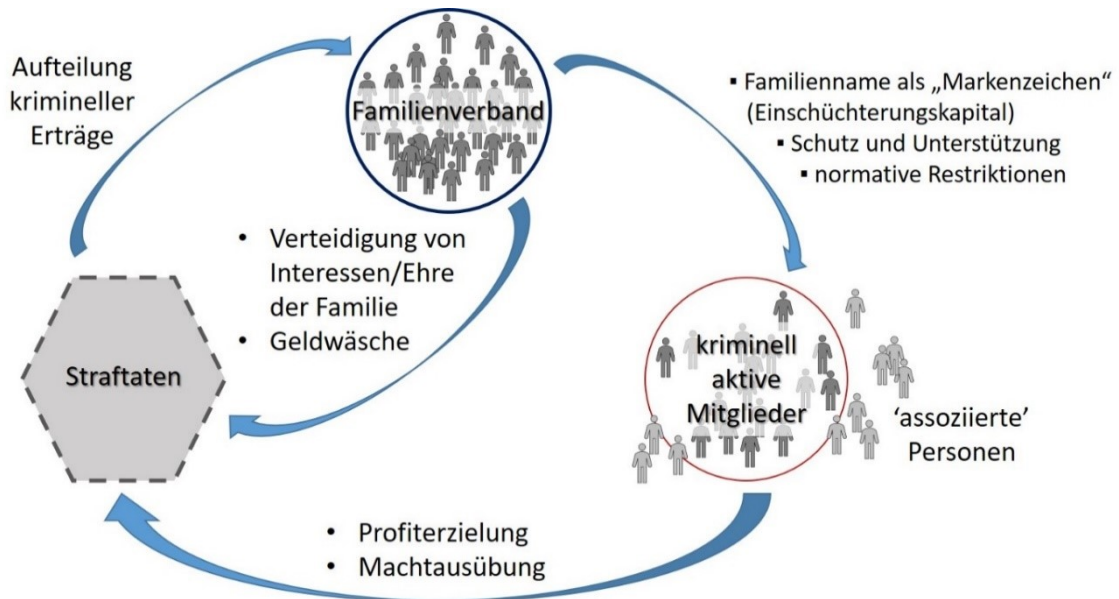 Aufteilung
krimineller
Erträge
Familienverband
▪ Familienname als „Markenzeichen“
(Einschüchterungskapital)
▪ Schutz und Unterstützung
▪ normative Restriktionen
• Verteidigung von
Interessen/Ehre
der Familie
• Geldwäsche
Straftaten
kriminell
aktive
Mitglieder
‘assoziierte’
Personen
• Profiterzielung
• Machtausübung